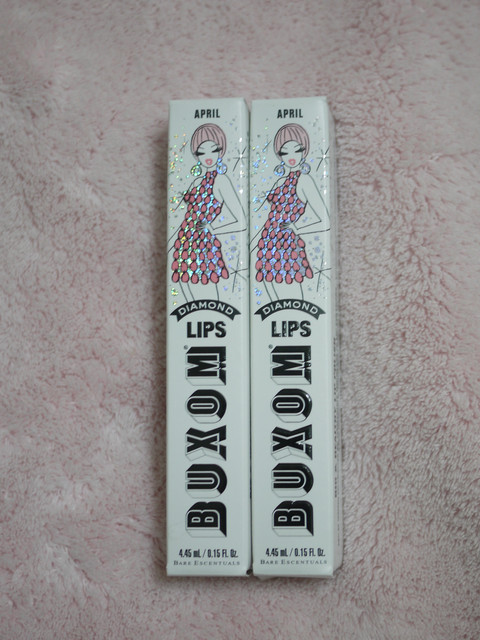 APRIL
DIAMOND
LIPS
BUXOM®
4.45 mL / 0.15 Fl. Oz.
BARE ESCENTUALS
APRIL
DIAMOND
LIPS
BUXOM®
4.45 mL / 0.15 Fl. Oz.
BARE ESCENTUALS